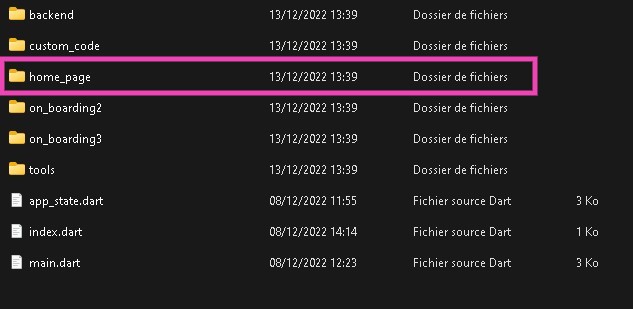 backend 13/12/2022 13:39 Dossier de fichiers
custom_code 13/12/2022 13:39 Dossier de fichiers
home_page 13/12/2022 13:39 Dossier de fichiers
on_boarding2 13/12/2022 13:39 Dossier de fichiers
on_boarding3 13/12/2022 13:39 Dossier de fichiers
tools 13/12/2022 13:39 Dossier de fichiers
app_state.dart 08/12/2022 11:55 Fichier source Dart 3 Ko
index.dart 08/12/2022 14:14 Fichier source Dart 1 Ko
main.dart 08/12/2022 12:23 Fichier source Dart 3 Ko